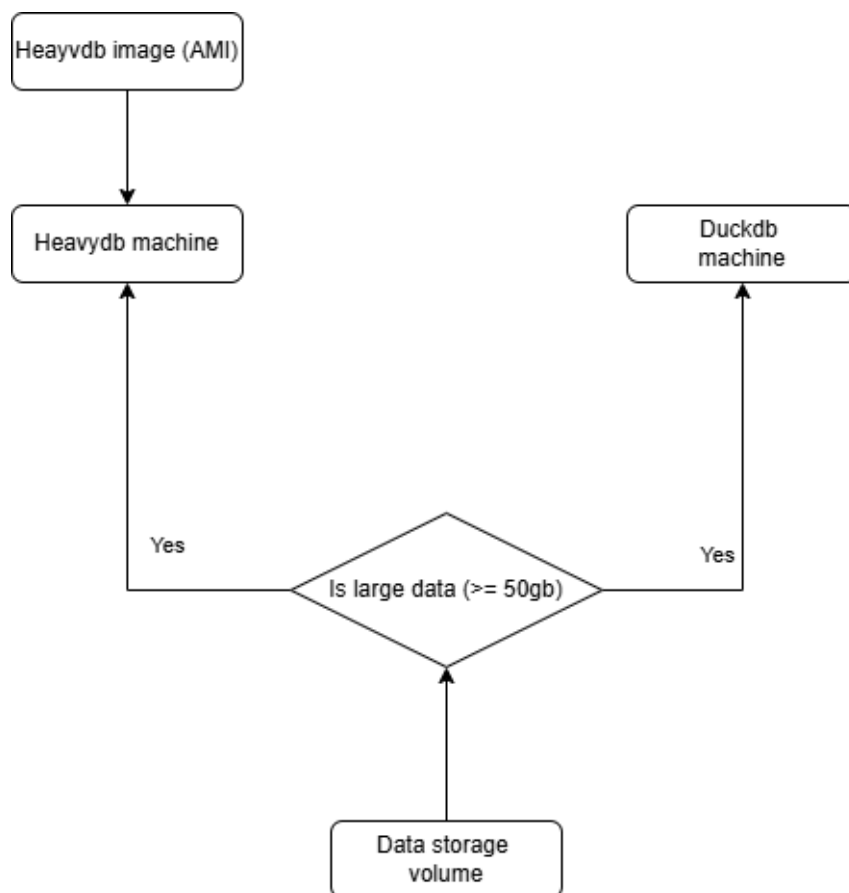 Heayvdb image (AMI)
Heavydb machine
Duckdb
machine
Yes
Yes
Is large data (>= 50gb)
Data storage
volume